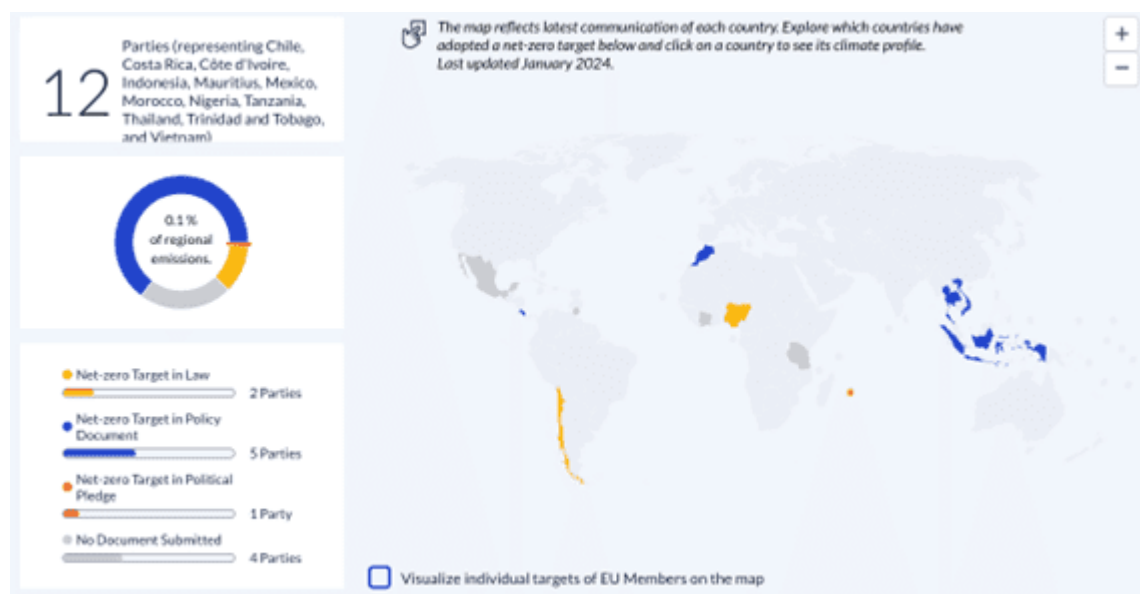 12
Parties (representing Chile,
Costa Rica, Côte d'Ivoire,
Indonesia, Mauritius, Mexico,
Morocco, Nigeria, Tanzania,
Thailand, Trinidad and Tobago,
and Vietnam)
The map reflects latest communication of each country. Explore which countries have
adopted a net-zero target below and click on a country to see its climate profile.
Last updated January 2024.
+
−
0.1%
of regional
emissions.
Net-zero Target in Law
2 Parties
Net-zero Target in Policy
Document
5 Parties
Net-zero Target in Political
Pledge
1 Party
No Document Submitted
4 Parties
Visualize individual targets of EU Members on the map